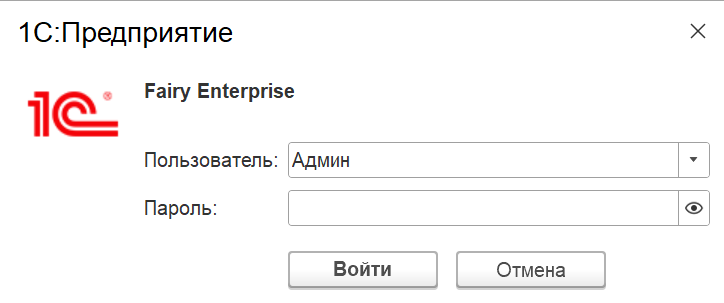 1С:Предприятие
1С®
Fairy Enterprise
Пользователь: Админ
Пароль:
Войти Отмена